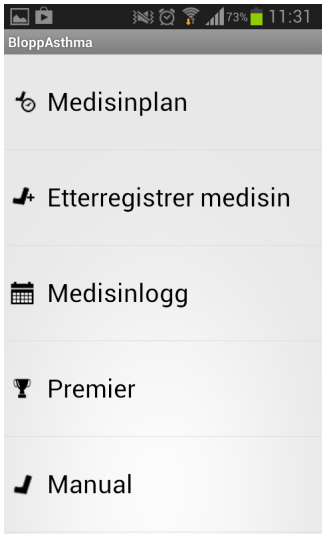 73% 11:31
BloppAsthma
Medisinplan
Etterregistrer medisin
Medisinlogg
Premier
Manual